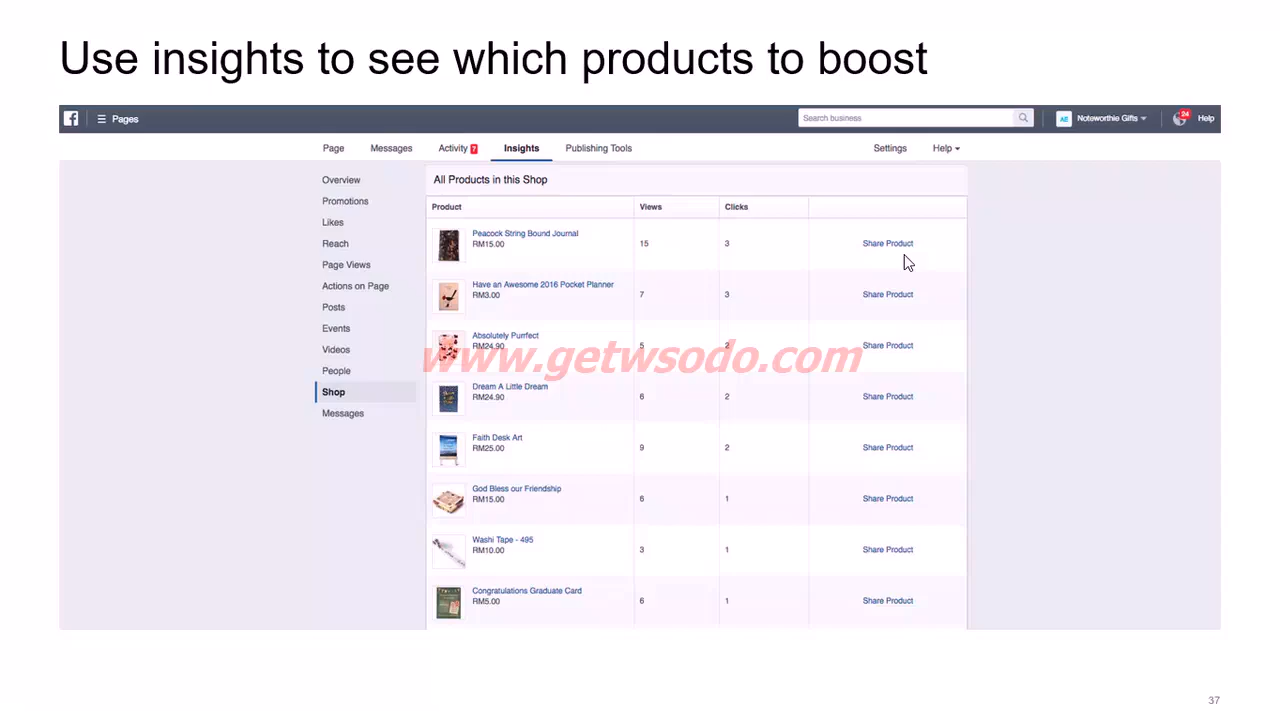 Use insights to see which products to boost
Pages
Search business
AE Noteworthie Gifts
24
Help
Page Messages Activity 7 Insights Publishing Tools Settings Help
Overview
Promotions
Likes
Reach
Page Views
Actions on Page
Posts
Events
Videos
People
Shop
Messages
All Products in this Shop
Product Views Clicks
Peacock String Bound Journal
RM15.00 15 3 Share Product
Have an Awesome 2016 Pocket Planner
RM3.00 7 3 Share Product
Absolutely Purrfect
RM24.90 5 2 Share Product
www.getwsodo.com
Dream A Little Dream
RM24.90 6 2 Share Product
Faith Desk Art
RM25.00 9 2 Share Product
God Bless our Friendship
RM15.00 6 1 Share Product
Washi Tape - 495
RM10.00 3 1 Share Product
Congratulations Graduate Card
RM5.00 6 1 Share Product
37